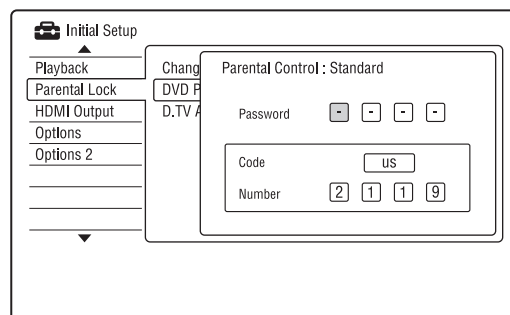 Initial Setup
Playback
Parental Lock
HDMI Output
Options
Options 2
Chang
DVD P
D.TV A
Parental Control : Standard
Password - - - -
Code us
Number 2 1 1 9